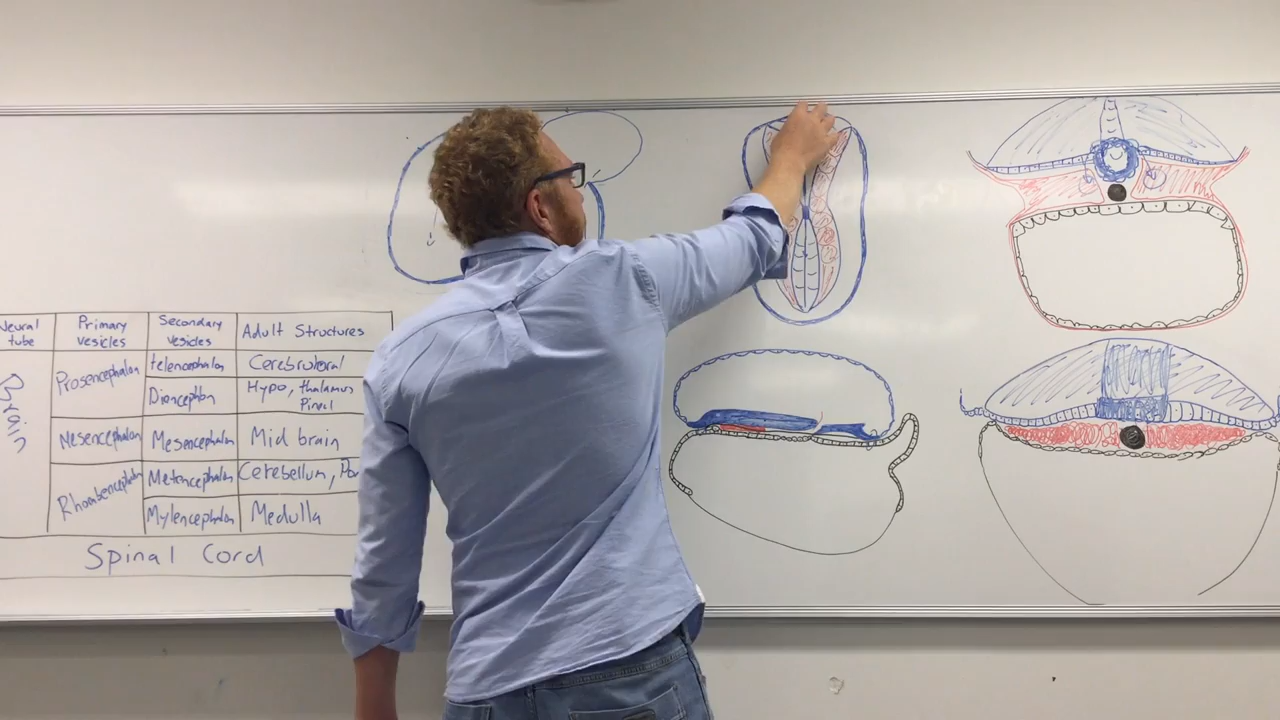 Neural tube
Primary vesicles
Secondary vesicles
Adult Structures
Brain
Prosencephalon
telencephalon
Cerebrutoral
Diencephlon
Hypo, thalamus
Pineal
Mesencephalon
Mesencephalon
Mid brain
Rhombencephalon
Metencephalon
Cerebellum, Po
Mylencephalon
Medulla
Spinal Cord